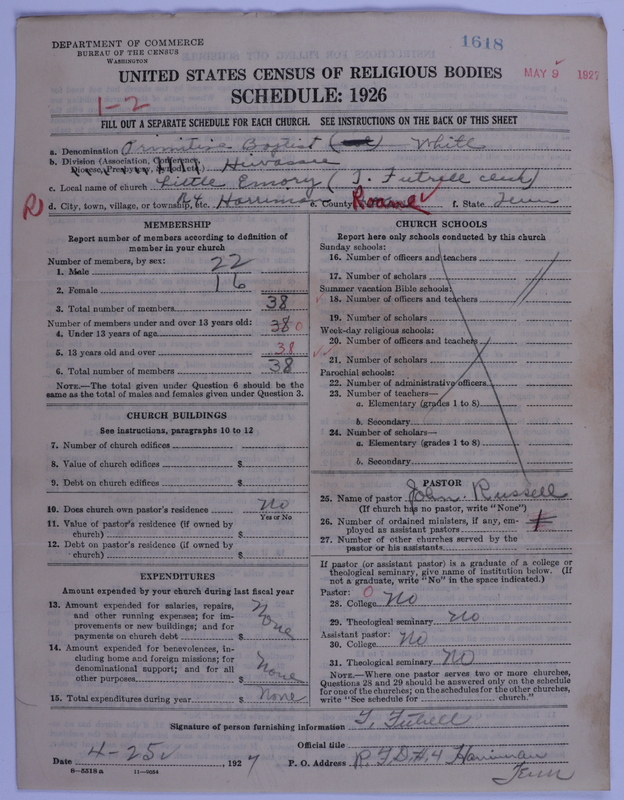 1618
DEPARTMENT OF COMMERCE
BUREAU OF THE CENSUS
WASHINGTON
MAY 9 1927
UNITED STATES CENSUS OF RELIGIOUS BODIES
SCHEDULE: 1926
1-2
FILL OUT A SEPARATE SCHEDULE FOR EACH CHURCH. SEE INSTRUCTIONS ON THE BACK OF THIS SHEET
a. Denomination Primitive Baptist White
b. Division (Association, Conference, Diocese, Presbytery, Synod, etc.) Hiwassee
c. Local name of church Little Emory (J. Futrell clerk)
d. City, town, village, or township, etc. R4 Harriman e. County Roane f. State Tenn
MEMBERSHIP
Report number of members according to definition of member in your church
Number of members, by sex:
1. Male 22
2. Female 16
3. Total number of members 38
Number of members under and over 13 years old: 38
4. Under 13 years of age 0
5. 13 years old and over 38
6. Total number of members 38
NOTE.—The total given under Question 6 should be the same as the total of males and females given under Question 3.
CHURCH BUILDINGS
See instructions, paragraphs 10 to 12
7. Number of church edifices
8. Value of church edifices $
9. Debt on church edifices $
10. Does church own pastor's residence No
Yes or No
11. Value of pastor's residence (if owned by church) $
12. Debt on pastor's residence (if owned by church) $
EXPENDITURES
Amount expended by your church during last fiscal year
13. Amount expended for salaries, repairs, and other running expenses; for improvements or new buildings; and for payments on church debt $ None
14. Amount expended for benevolences, including home and foreign missions; for denominational support; and for all other purposes $ None
15. Total expenditures during year $ None
CHURCH SCHOOLS
Report here only schools conducted by this church
Sunday schools:
16. Number of officers and teachers
17. Number of scholars
Summer vacation Bible schools:
18. Number of officers and teachers
19. Number of scholars
Week-day religious schools:
20. Number of officers and teachers
21. Number of scholars
Parochial schools:
22. Number of administrative officers
23. Number of teachers—
a. Elementary (grades 1 to 8)
b. Secondary
24. Number of scholars—
a. Elementary (grades 1 to 8)
b. Secondary
PASTOR
25. Name of pastor John Russell
(If church has no pastor, write "None")
26. Number of ordained ministers, if any, employed as assistant pastors
27. Number of other churches served by the pastor or his assistants
If pastor (or assistant pastor) is a graduate of a college or theological seminary, give name of institution below. (If not a graduate, write "No" in the space indicated.)
Pastor: 0
28. College No
29. Theological seminary No
Assistant pastor:
30. College No
31. Theological seminary No
NOTE.—Where one pastor serves two or more churches, Questions 28 and 29 should be answered only on the schedule for one of the churches; on the schedules for the other churches, write "See schedule for church."
Signature of person furnishing information J. Futrell
Official title
Date 4-25 1927 P. O. Address R.F.D.#4 Harriman
Tenn
8—5518 a 11—9054